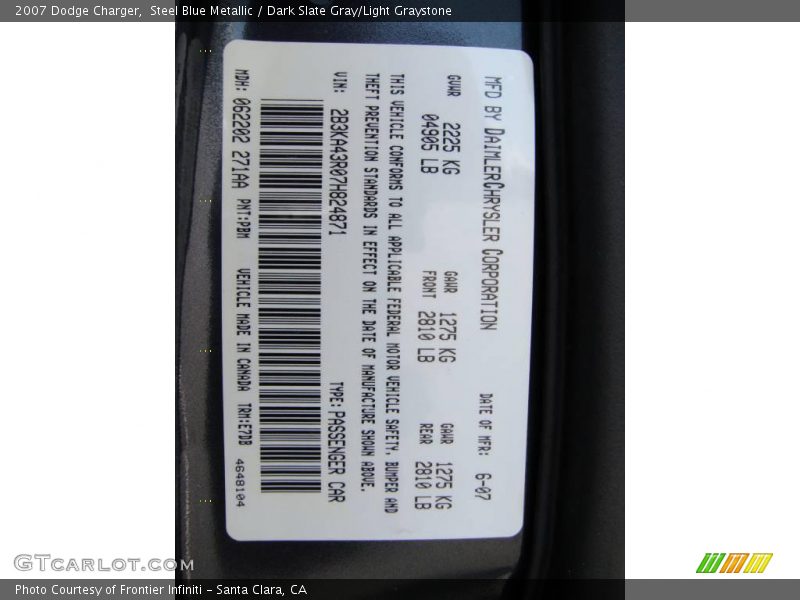 2007 Dodge Charger,  Steel Blue Metallic / Dark Slate Gray/Light Graystone
MFD BY DAIMLERCHRYSLER CORPORATION DATE OF MFR: 6-07
GVWR 2225 KG 04905 LB
GAWR FRONT 1275 KG 2810 LB
GAWR REAR 1275 KG 2810 LB
THIS VEHICLE CONFORMS TO ALL APPLICABLE FEDERAL MOTOR VEHICLE SAFETY, BUMPER AND
THEFT PREVENTION STANDARDS IN EFFECT ON THE DATE OF MANUFACTURE SHOWN ABOVE.
VIN: 2B3KA43R07H824871 TYPE: PASSENGER CAR
MDH: 062202 271AA PNT:PBM VEHICLE MADE IN CANADA TRM:E7DB 4648104
GTcarlot.com
Photo Courtesy of Frontier Infiniti - Santa Clara, CA